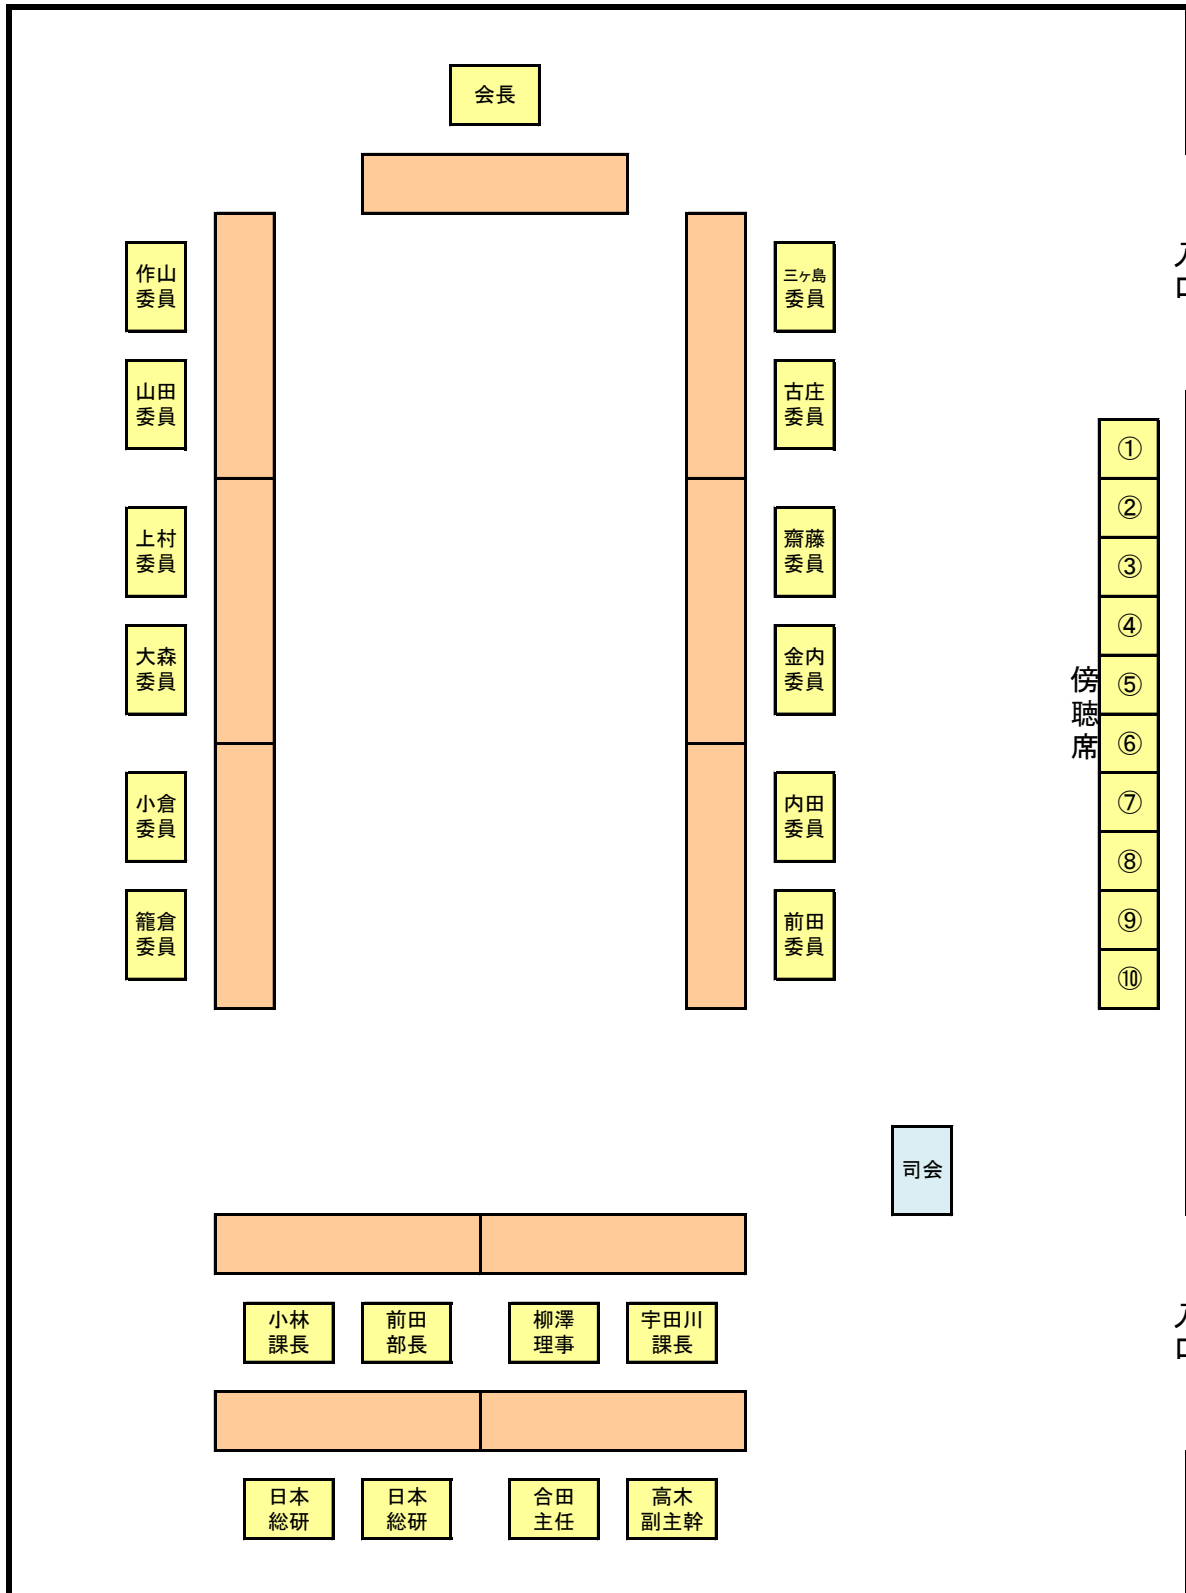 会長
作山
委員
三ヶ島
委員
入口
山田
委員
古庄
委員
①
②
③
④
⑤
⑥
⑦
⑧
⑨
⑩
傍聴席
上村
委員
齋藤
委員
大森
委員
金内
委員
小倉
委員
内田
委員
籠倉
委員
前田
委員
司会
小林
課長
前田
部長
柳澤
理事
宇田川
課長
入口
日本
総研
日本
総研
合田
主任
高木
副主幹